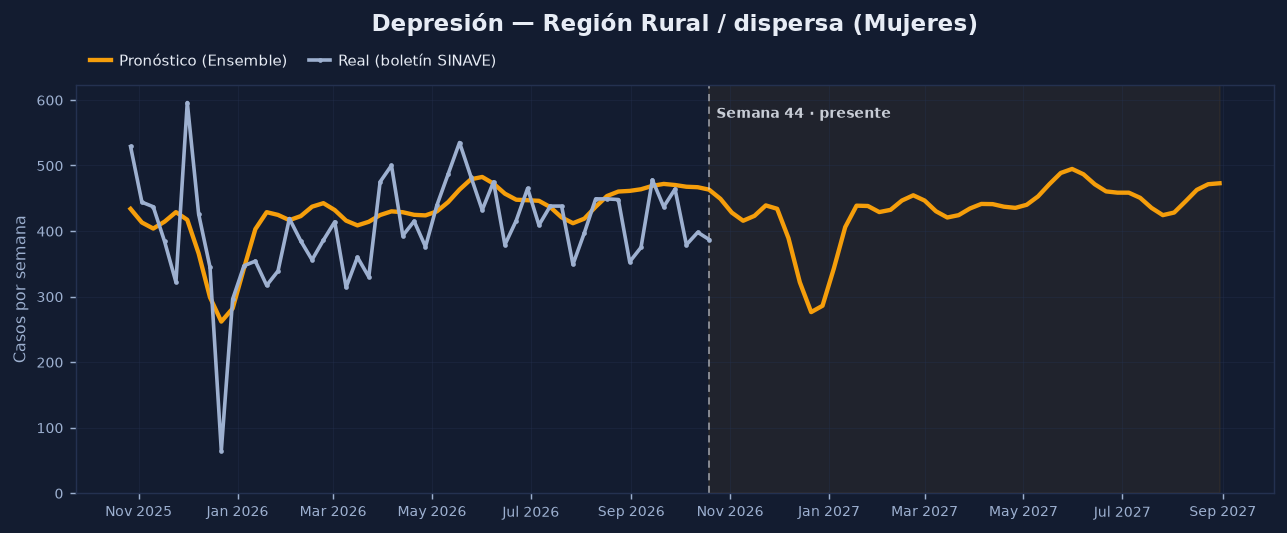 Depresión — Región Rural / dispersa (Mujeres)
Pronóstico (Ensemble)
Real (boletín SINAVE)
Semana 44 · presente
Casos por semana
600
500
400
300
200
100
0
Nov 2025
Jan 2026
Mar 2026
May 2026
Jul 2026
Sep 2026
Nov 2026
Jan 2027
Mar 2027
May 2027
Jul 2027
Sep 2027